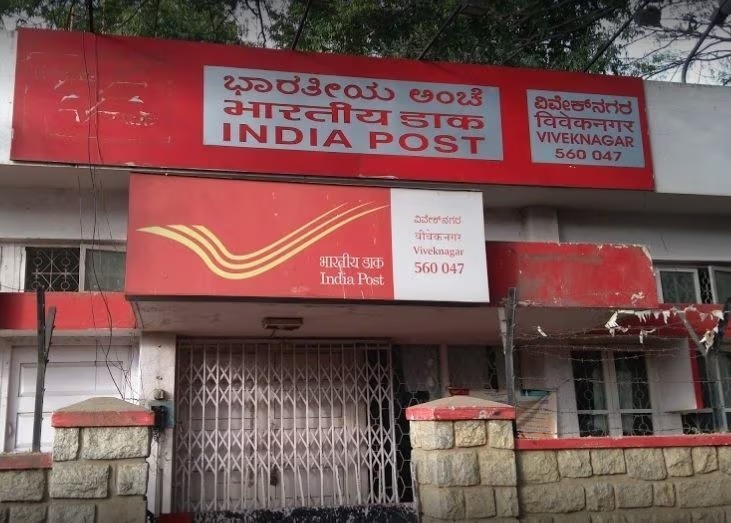 ಭಾರತೀಯ ಅಂಚೆ
भारतीय डाक
INDIA POST
ವಿವೇಕ್‌ನಗರ
विवेकनगर
VIVEKNAGAR
560 047
भारतीय डाक
India Post
ವಿವೇಕ್‌ನಗರ
वीवेकनगर
Viveknagar
560 047